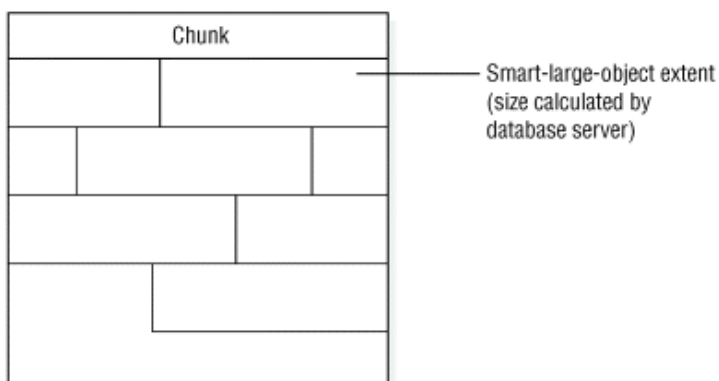 Chunk
Smart-large-object extent
(size calculated by
database server)